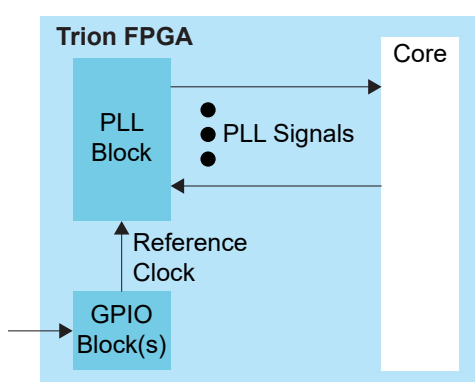 Trion FPGA
Core
PLL
Block
PLL Signals
Reference
Clock
GPIO
Block(s)